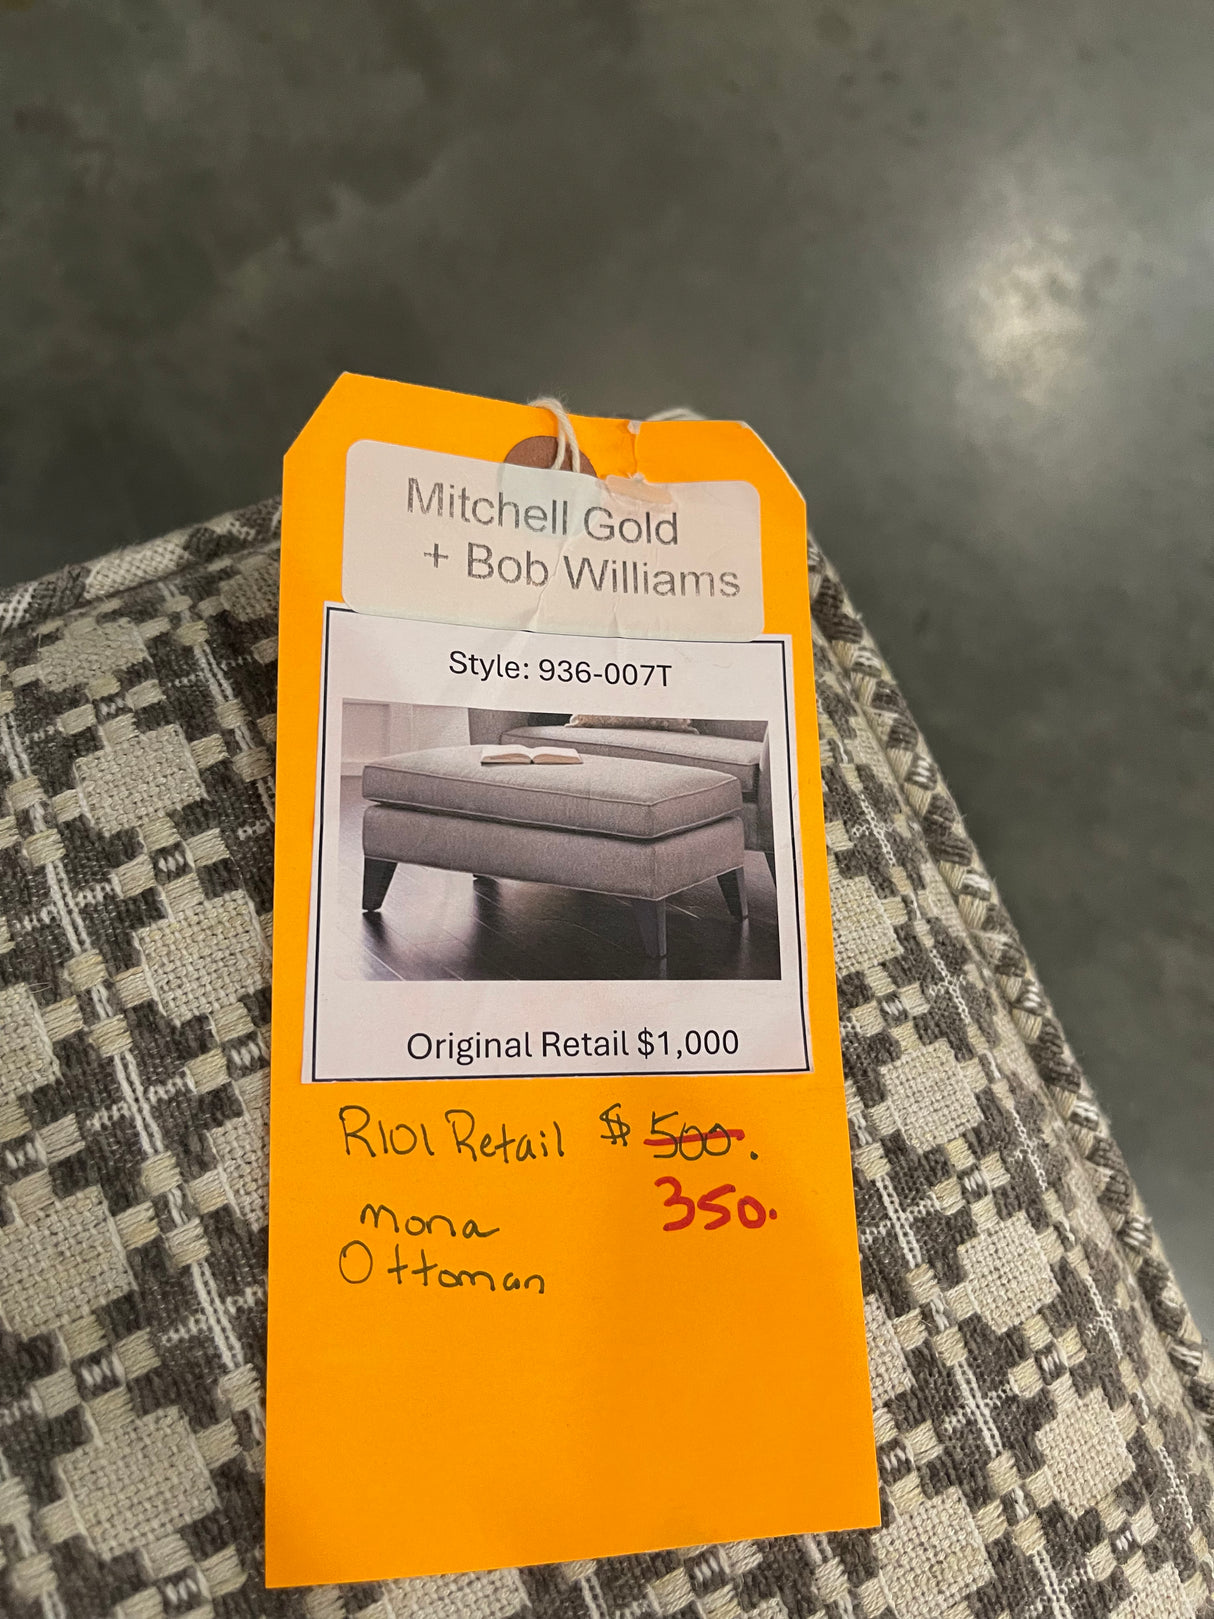 Mitchell Gold
+ Bob Williams
Style: 936-007T
Original Retail $1,000
R101 Retail $ 500.
350.
mona
Ottoman